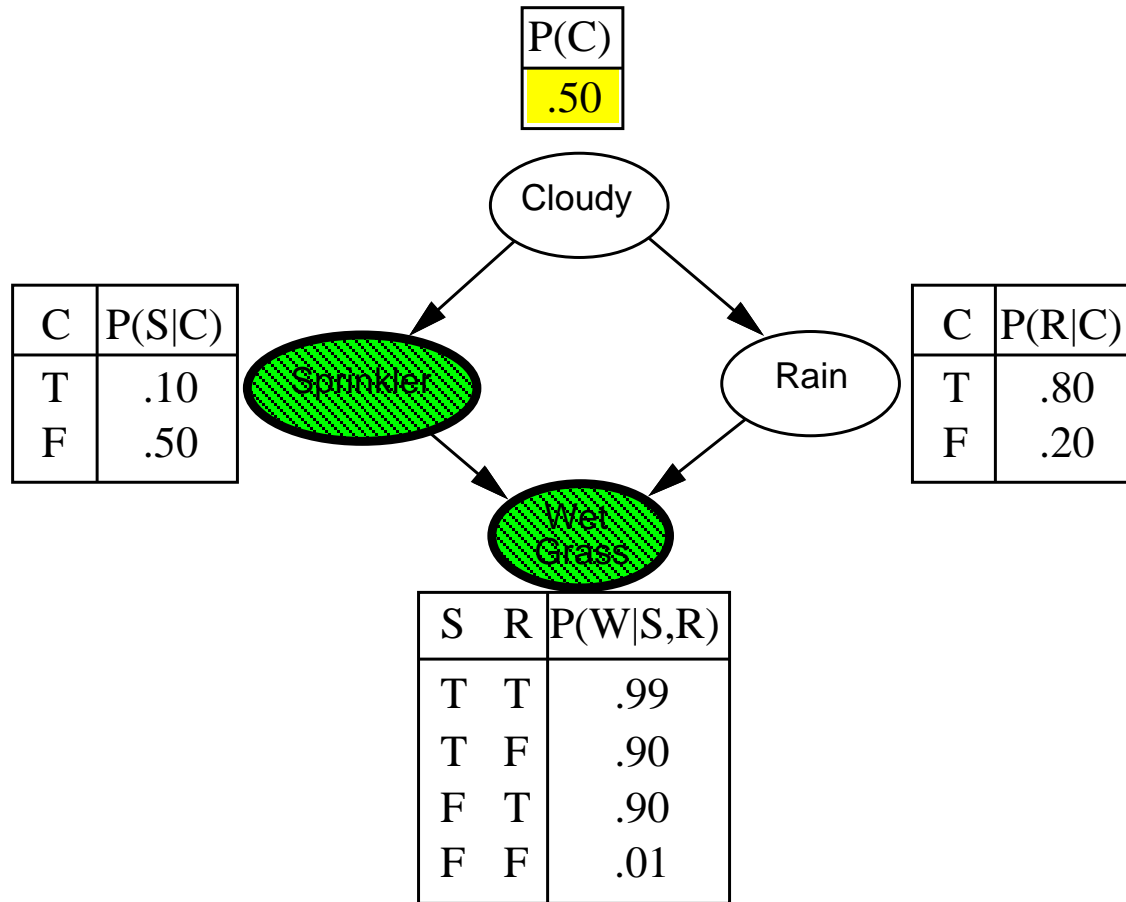 P(C)
.50
Cloudy
C P(S|C)
T .10
F .50
Sprinkler
Rain
C P(R|C)
T .80
F .20
Wet
Grass
S R P(W|S,R)
T T .99
T F .90
F T .90
F F .01